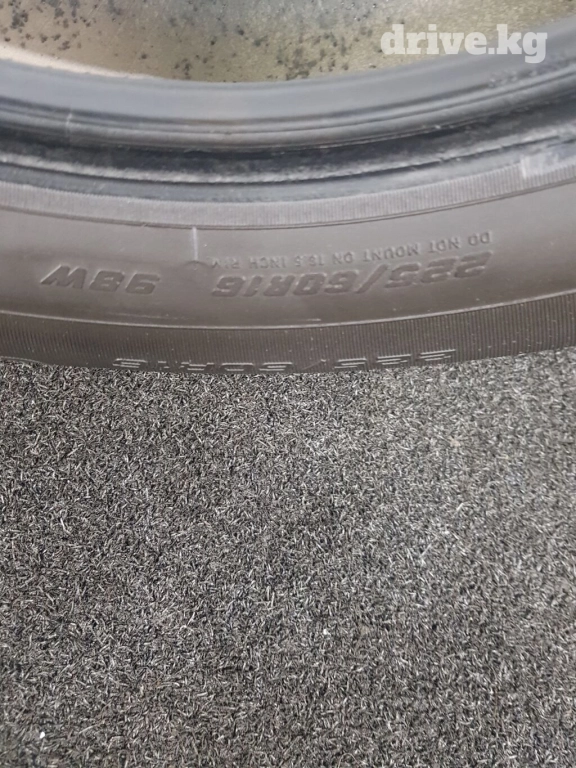 drive.kg
DO NOT MOUNT ON 16.5 INCH RIM
225/60R16 98W
225/60R16